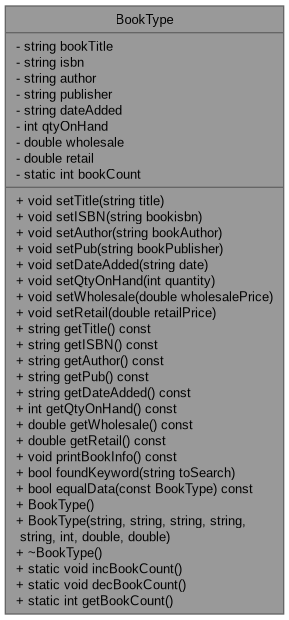 BookType
- string bookTitle
- string isbn
- string author
- string publisher
- string dateAdded
- int qtyOnHand
- double wholesale
- double retail
- static int bookCount
+ void setTitle(string title)
+ void setISBN(string bookisbn)
+ void setAuthor(string bookAuthor)
+ void setPub(string bookPublisher)
+ void setDateAdded(string date)
+ void setQtyOnHand(int quantity)
+ void setWholesale(double wholesalePrice)
+ void setRetail(double retailPrice)
+ string getTitle() const
+ string getISBN() const
+ string getAuthor() const
+ string getPub() const
+ string getDateAdded() const
+ int getQtyOnHand() const
+ double getWholesale() const
+ double getRetail() const
+ void printBookInfo() const
+ bool foundKeyword(string toSearch)
+ bool equalData(const BookType) const
+ BookType()
+ BookType(string, string, string, string,
string, int, double, double)
+ ~BookType()
+ static void incBookCount()
+ static void decBookCount()
+ static int getBookCount()